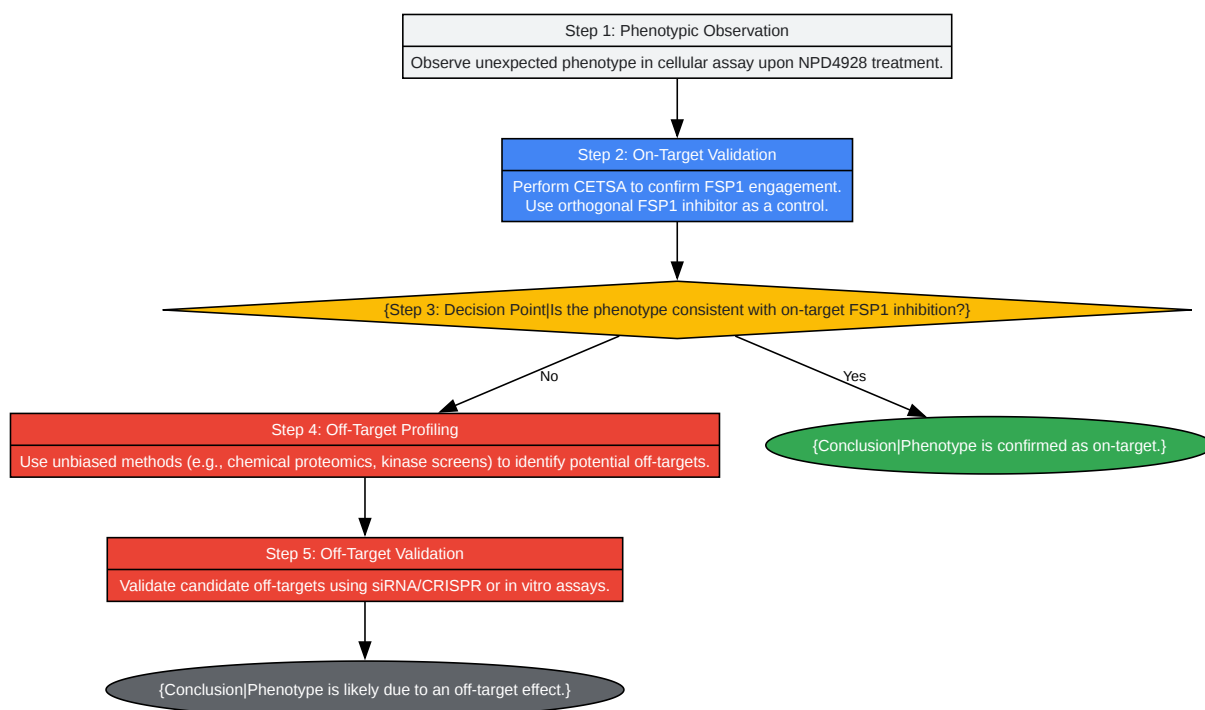 Step 1: Phenotypic Observation
Observe unexpected phenotype in cellular assay upon NPD4928 treatment.
Step 2: On-Target Validation
Perform CETSA to confirm FSP1 engagement.
Use orthogonal FSP1 inhibitor as a control.
{Step 3: Decision Point|Is the phenotype consistent with on-target FSP1 inhibition?}
No
Yes
Step 4: Off-Target Profiling
Use unbiased methods (e.g., chemical proteomics, kinase screens) to identify potential off-targets.
{Conclusion|Phenotype is confirmed as on-target.}
Step 5: Off-Target Validation
Validate candidate off-targets using siRNA/CRISPR or in vitro assays.
{Conclusion|Phenotype is likely due to an off-target effect.}